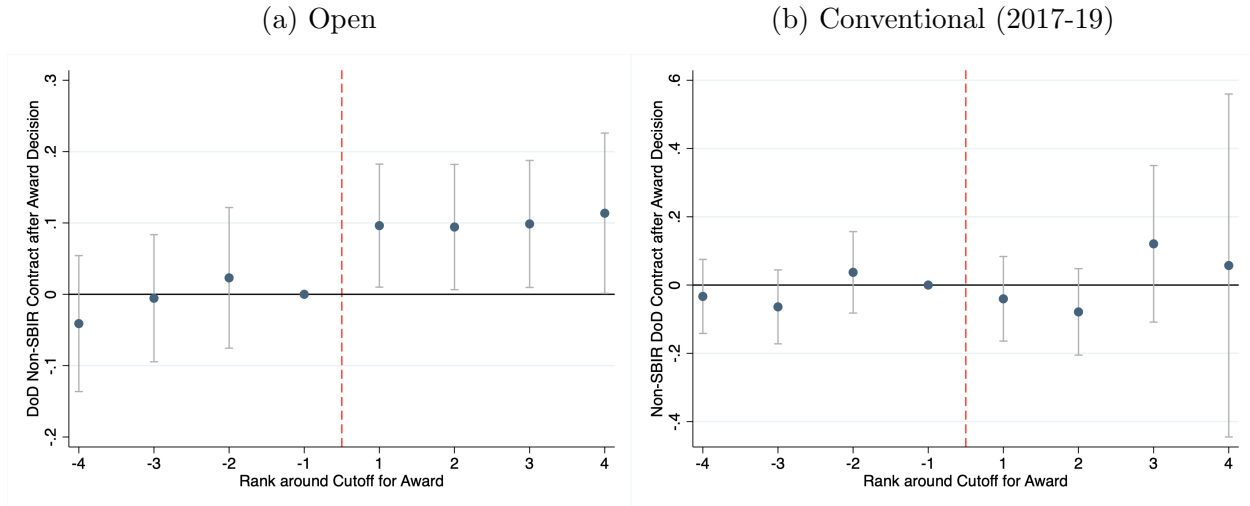 (a) Open
DoD Non-SBIR Contract after Award Decision
.3
.2
.1
0
-.1
-.2
-4 -3 -2 -1 1 2 3 4
Rank around Cutoff for Award
(b) Conventional (2017-19)
Non-SBIR DoD Contract after Award Decision
.6
.4
.2
0
-.2
-.4
-4 -3 -2 -1 1 2 3 4
Rank around Cutoff for Award